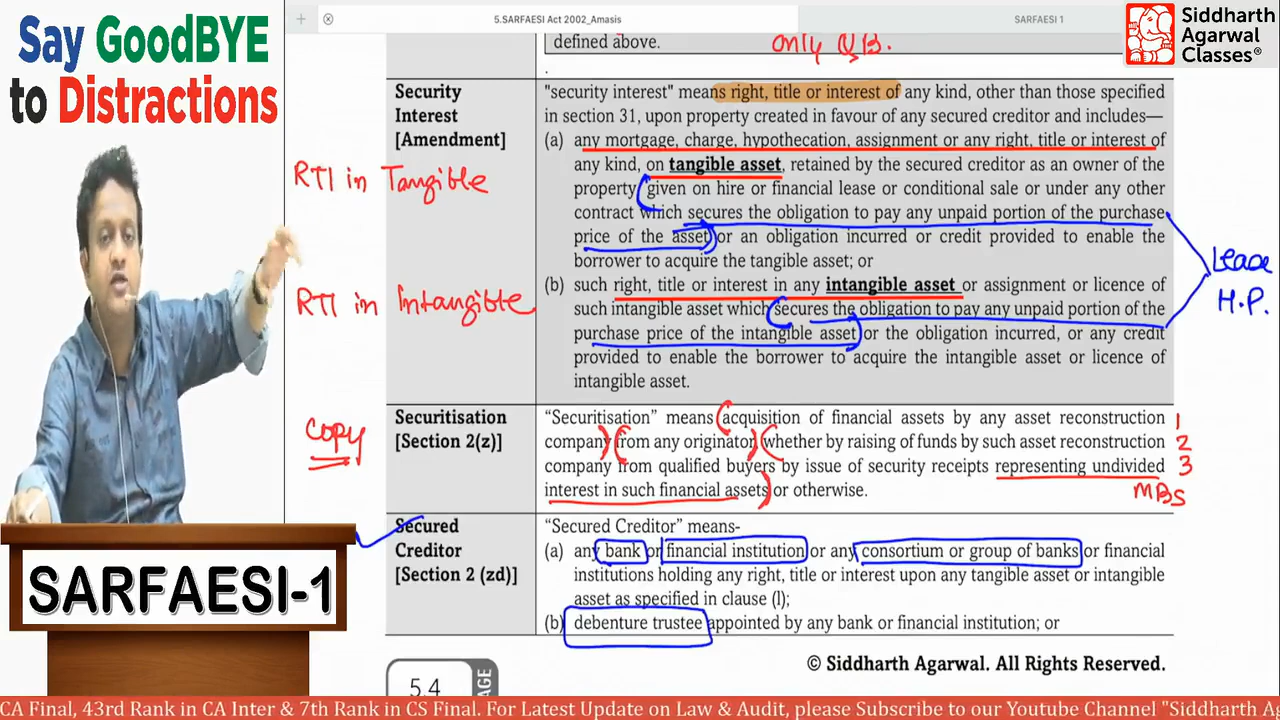 Say GoodBYE
to Distractions
5.SARFAESI Act 2002_Amasis
SARFAESI 1
Siddharth
Agarwal
Classes®
defined above.
only QB.
Security
Interest
[Amendment]
"security interest" means right, title or interest of any kind, other than those specified
in section 31, upon property created in favour of any secured creditor and includes—
(a) any mortgage, charge, hypothecation, assignment or any right, title or interest of
any kind, on tangible asset, retained by the secured creditor as an owner of the
property given on hire or financial lease or conditional sale or under any other
contract which secures the obligation to pay any unpaid portion of the purchase
price of the asset or an obligation incurred or credit provided to enable the
borrower to acquire the tangible asset; or
(b) such right, title or interest in any intangible asset or assignment or licence of
such intangible asset which secures the obligation to pay any unpaid portion of the
purchase price of the intangible asset or the obligation incurred, or any credit
provided to enable the borrower to acquire the intangible asset or licence of
intangible asset.
RTI in Tangible
RTI in Intangible
Lease
H.P.
Securitisation
[Section 2(z)]
"Securitisation" means acquisition of financial assets by any asset reconstruction
company from any originator, whether by raising of funds by such asset reconstruction
company from qualified buyers by issue of security receipts representing undivided
interest in such financial assets or otherwise.
copy
1
2
3
MBS
Secured
Creditor
[Section 2 (zd)]
"Secured Creditor" means-
(a) any bank or financial institution or any consortium or group of banks or financial
institutions holding any right, title or interest upon any tangible asset or intangible
asset as specified in clause (l);
(b) debenture trustee appointed by any bank or financial institution; or
SARFAESI-1
© Siddharth Agarwal. All Rights Reserved.
5.4
PAGE
CA Final, 43rd Rank in CA Inter & 7th Rank in CS Final. For Latest Update on Law & Audit, please Subscribe to our Youtube Channel "Siddharth Ag